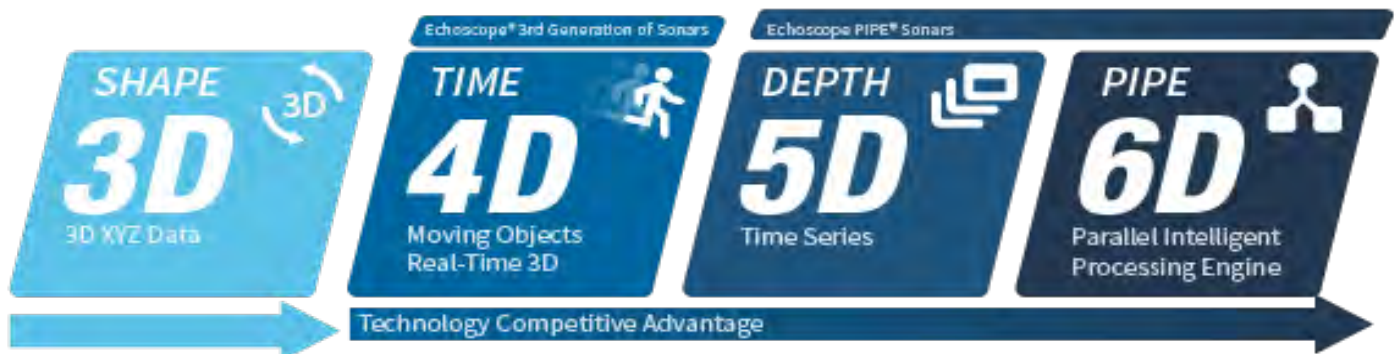 Echoscope® 3rd Generation of Sonars
Echoscope PIPE® Sonars
SHAPE
3D
3D
3D XYZ Data
TIME
4D
Moving Objects
Real-Time 3D
DEPTH
5D
Time Series
PIPE
6D
Parallel Intelligent
Processing Engine
Technology Competitive Advantage